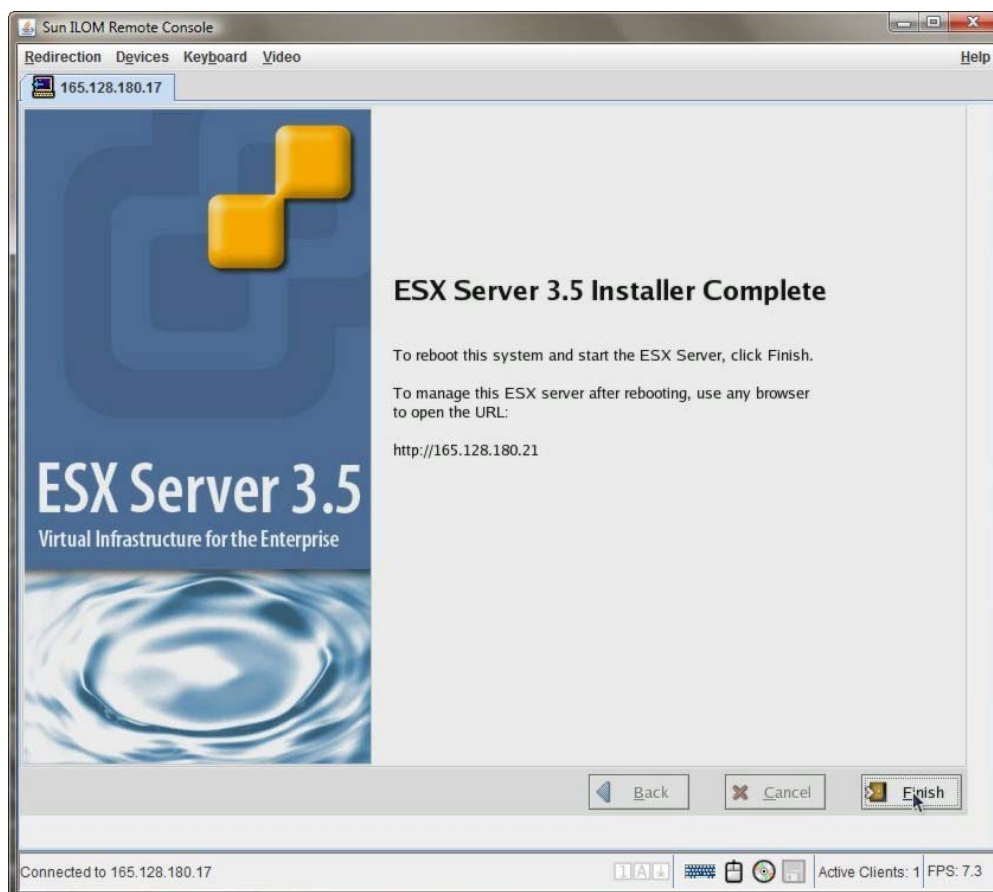 Sun ILOM Remote Console
Redirection Devices Keyboard Video Help
165.128.180.17
ESX Server 3.5 Installer Complete
To reboot this system and start the ESX Server, click Finish.
To manage this ESX server after rebooting, use any browser
to open the URL:
http://165.128.180.21
ESX Server 3.5
Virtual Infrastructure for the Enterprise
Back Cancel Finish
Connected to 165.128.180.17 1 A Active Clients: 1 FPS: 7.3